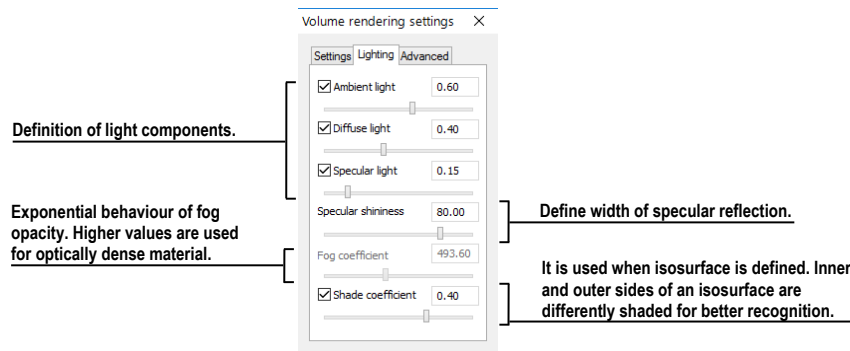 Volume rendering settings
Settings Lighting Advanced
Ambient light 0.60
Definition of light components.
Diffuse light 0.40
Specular light 0.15
Exponential behaviour of fog
opacity. Higher values are used
for optically dense material.
Specular shininess 80.00
Define width of specular reflection.
Fog coefficient 493.60
Shade coefficient 0.40
It is used when isosurface is defined. Inner
and outer sides of an isosurface are
differently shaded for better recognition.